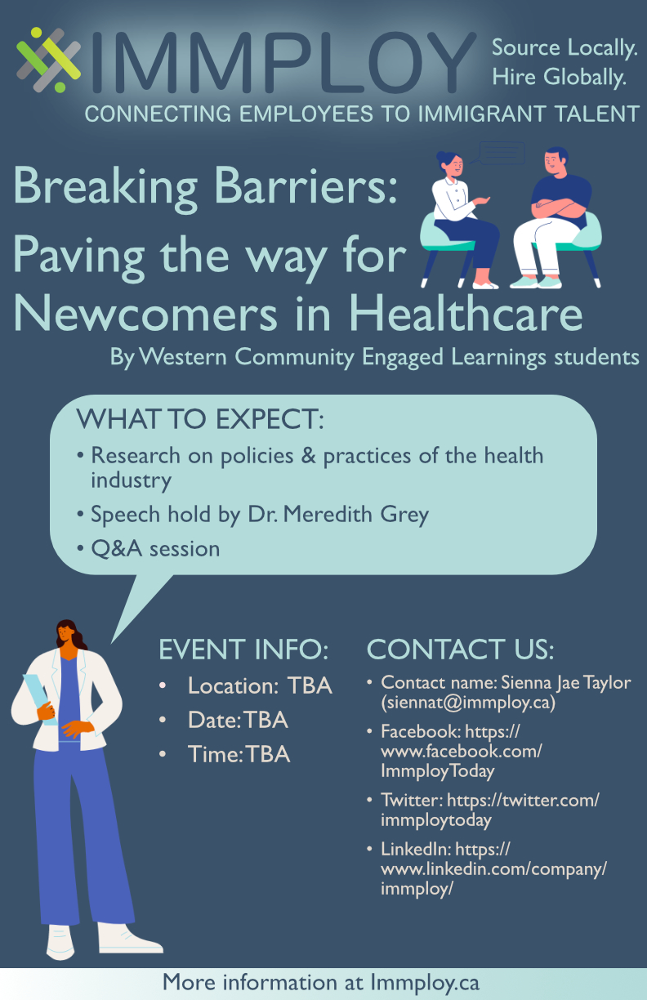 IMMPLOY
Source Locally.
Hire Globally.
CONNECTING EMPLOYEES TO IMMIGRANT TALENT
Breaking Barriers:
Paving the way for
Newcomers in Healthcare
By Western Community Engaged Learnings students
WHAT TO EXPECT:
• Research on policies & practices of the health
industry
• Speech hold by Dr. Meredith Grey
• Q&A session
EVENT INFO:
• Location: TBA
• Date: TBA
• Time: TBA
CONTACT US:
• Contact name: Sienna Jae Taylor
(siennat@immploy.ca)
• Facebook: https://
www.facebook.com/
ImmployToday
• Twitter: https://twitter.com/
immploytoday
• LinkedIn: https://
www.linkedin.com/company/
immploy/
More information at Immploy.ca